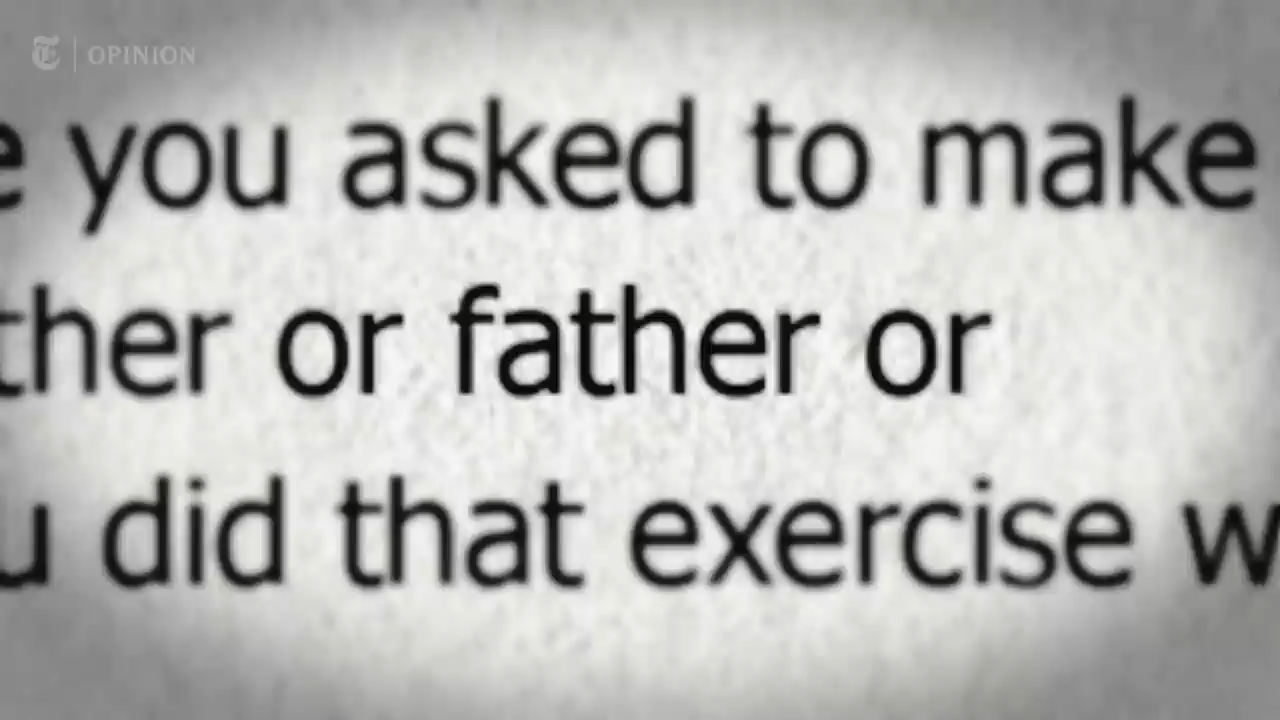 OPINION
e you asked to make
ther or father or
u did that exercise w